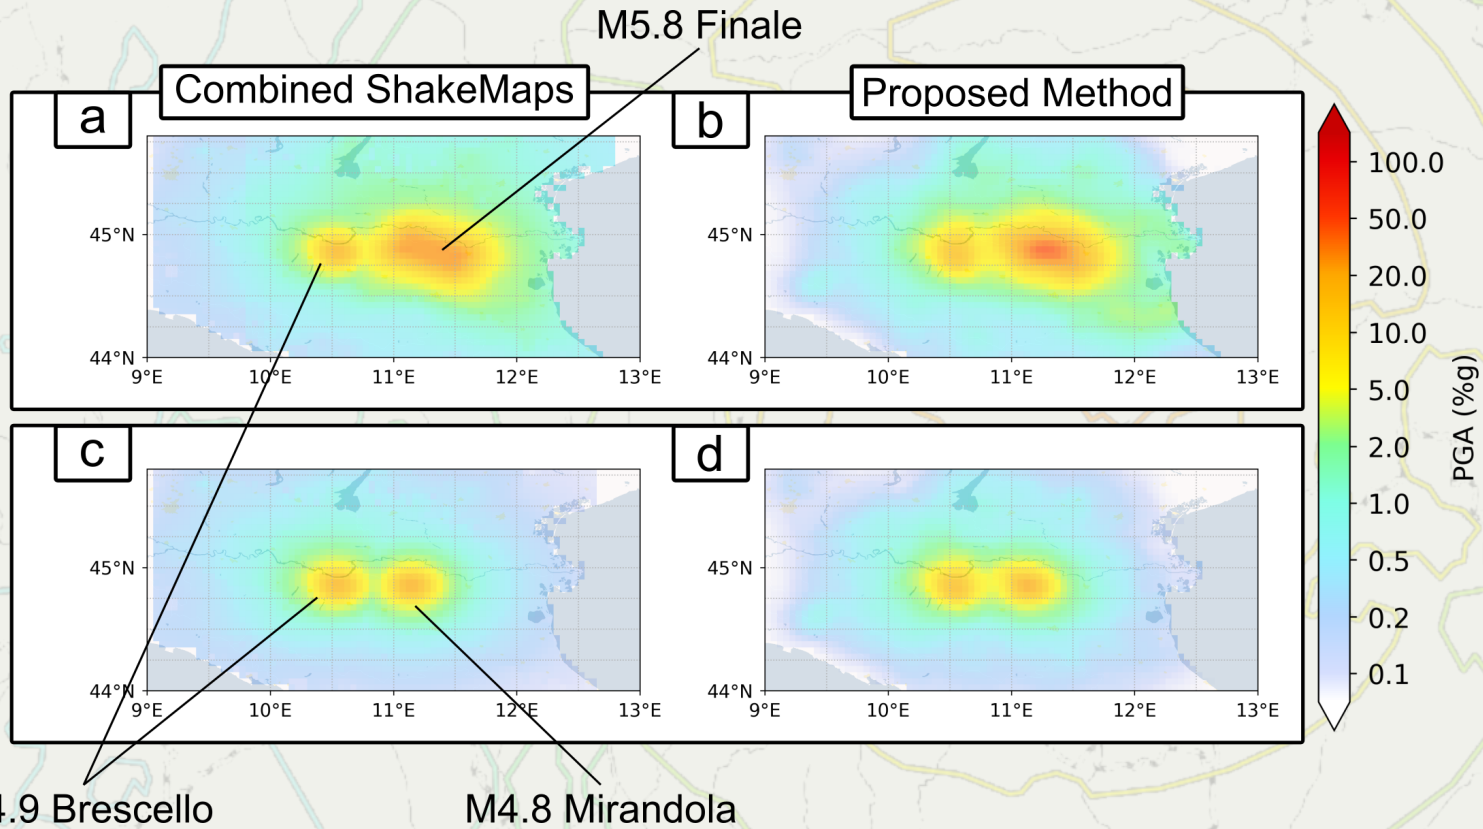 M5.8 Finale
Combined ShakeMaps
Proposed Method
a
b
45°N
44°N
9°E 10°E 11°E 12°E 13°E
45°N
44°N
9°E 10°E 11°E 12°E 13°E
c
d
45°N
44°N
9°E 10°E 11°E 12°E 13°E
45°N
44°N
9°E 10°E 11°E 12°E 13°E
100.0
50.0
20.0
10.0
5.0
2.0
1.0
0.5
0.2
0.1
PGA (%g)
4.9 Brescello
M4.8 Mirandola